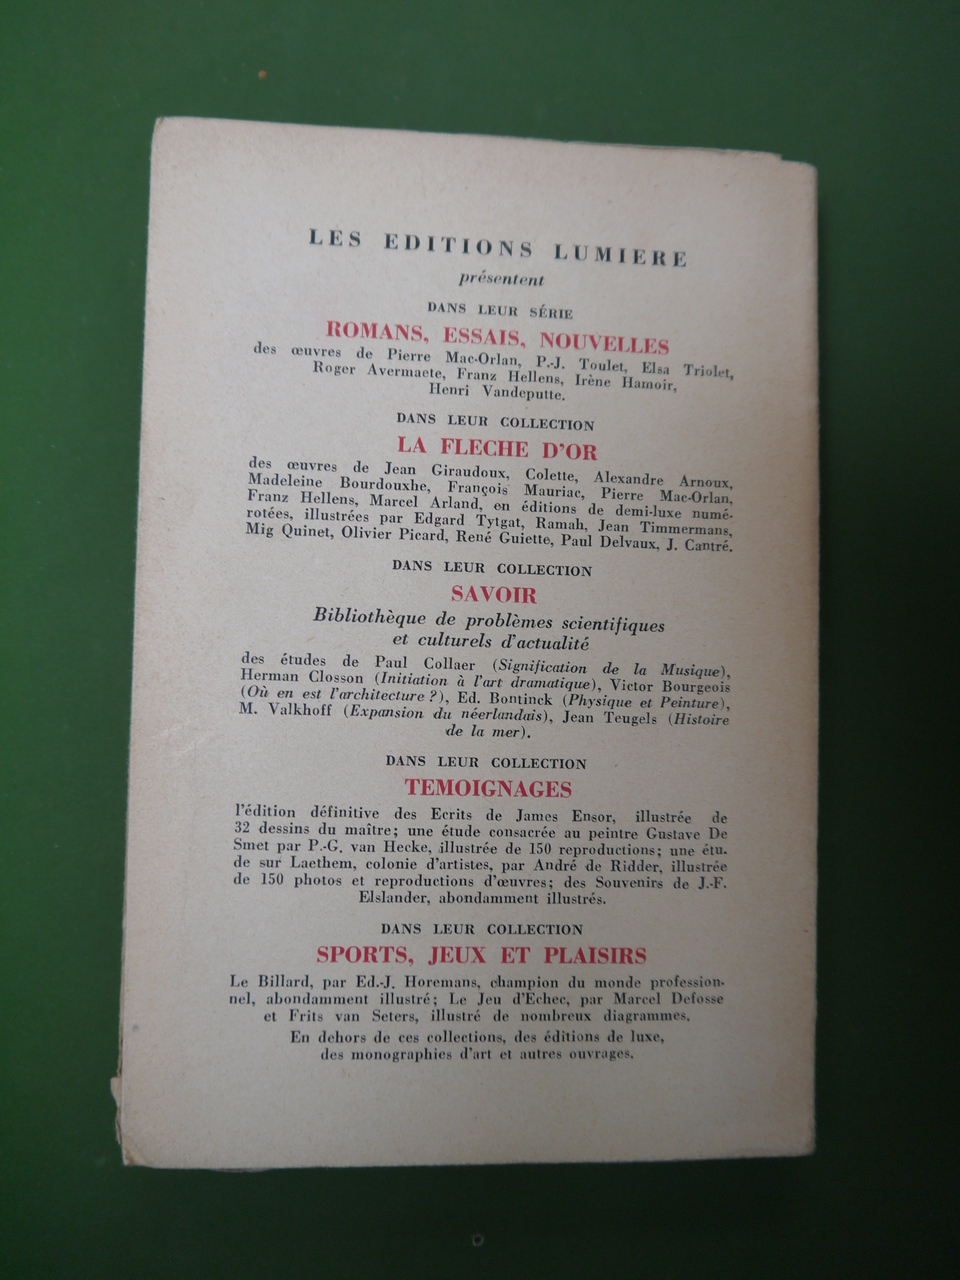 LES EDITIONS LUMIERE
présentent
DANS LEUR SÉRIE
ROMANS, ESSAIS, NOUVELLES
des œuvres de Pierre Mac-Orlan, P.-J. Toulet, Elsa Triolet,
Roger Avermaete, Franz Hellens, Irène Hamoir,
Henri Vandeputte.
DANS LEUR COLLECTION
LA FLECHE D'OR
des œuvres de Jean Giraudoux, Colette, Alexandre Arnoux,
Madeleine Bourdouxhe, François Mauriac, Pierre Mac-Orlan,
Franz Hellens, Marcel Arland, en éditions de demi-luxe numé-
rotées, illustrées par Edgard Tytgat, Ramah, Jean Timmermans,
Mig Quinet, Olivier Picard, René Guiette, Paul Delvaux, J. Cantré.
DANS LEUR COLLECTION
SAVOIR
Bibliothèque de problèmes scientifiques
et culturels d'actualité
des études de Paul Collaer (Signification de la Musique),
Herman Closson (Initiation à l'art dramatique), Victor Bourgeois
(Où en est l'architecture ?), Ed. Bontinck (Physique et Peinture),
M. Valkhoff (Expansion du néerlandais), Jean Teugels (Histoire
de la mer).
DANS LEUR COLLECTION
TEMOIGNAGES
l'édition définitive des Ecrits de James Ensor, illustrée de
32 dessins du maître; une étude consacrée au peintre Gustave De
Smet par P.-G. van Hecke, illustrée de 150 reproductions; une étu-
de sur Laethem, colonie d'artistes, par André de Ridder, illustrée
de 150 photos et reproductions d'œuvres; des Souvenirs de J.-F.
Elslander, abondamment illustrés.
DANS LEUR COLLECTION
SPORTS, JEUX ET PLAISIRS
Le Billard, par Ed.-J. Horemans, champion du monde profession-
nel, abondamment illustré; Le Jeu d'Echec, par Marcel Defosse
et Frits van Seters, illustré de nombreux diagrammes.
En dehors de ces collections, des éditions de luxe,
des monographies d'art et autres ouvrages.